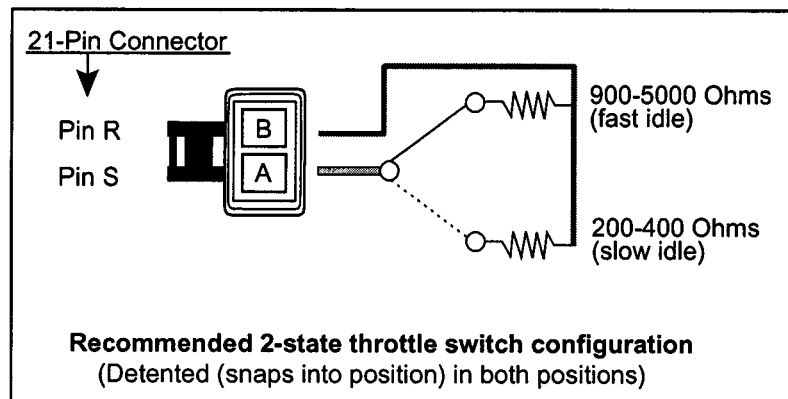 21-Pin Connector
Pin R
Pin S
B
A
900-5000 Ohms
(fast idle)
200-400 Ohms
(slow idle)
Recommended 2-state throttle switch configuration
(Detented (snaps into position) in both positions)